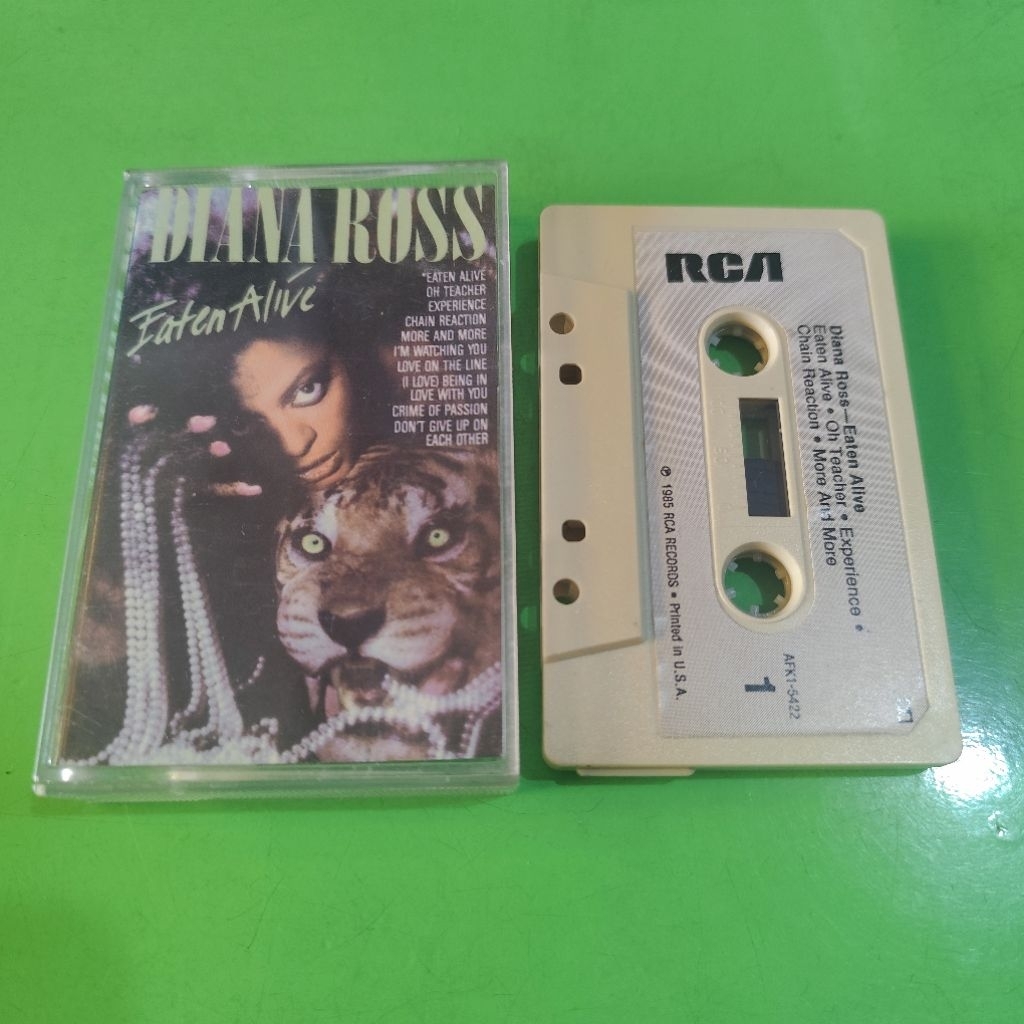 DIANA ROSS
Eaten Alive
"EATEN ALIVE
OH TEACHER
EXPERIENCE
CHAIN REACTION
MORE AND MORE
I'M WATCHING YOU
LOVE ON THE LINE
(I LOVE) BEING IN
LOVE WITH YOU
CRIME OF PASSION
DON'T GIVE UP ON
EACH OTHER
RCA
Diana Ross—Eaten Alive
Eaten Alive • Oh Teacher • Experience •
Chain Reaction • More And More
℗ 1985 RCA RECORDS • Printed in U.S.A.
AFK1-5422
1